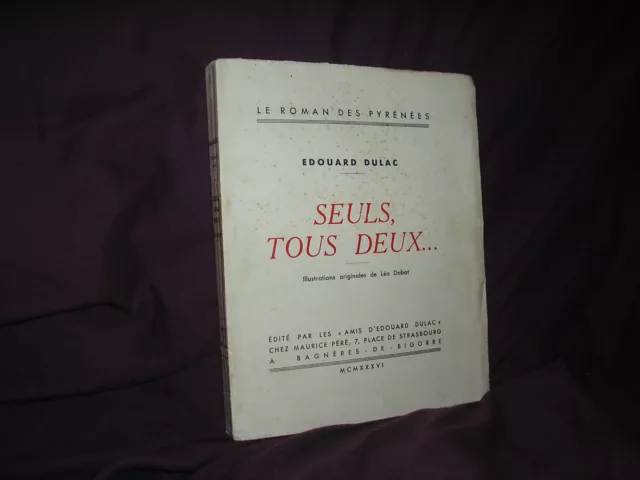 LE ROMAN DES PYRÉNÉES
EDOUARD DULAC
SEULS,
TOUS DEUX...
Illustrations originales de Léo Dabat
ÉDITÉ PAR LES « AMIS D'EDOUARD DULAC »
CHEZ MAURICE PÉRÉ, 7, PLACE DE STRASBOURG
A BAGNÈRES-DE-BIGORRE
MCMXXXVI